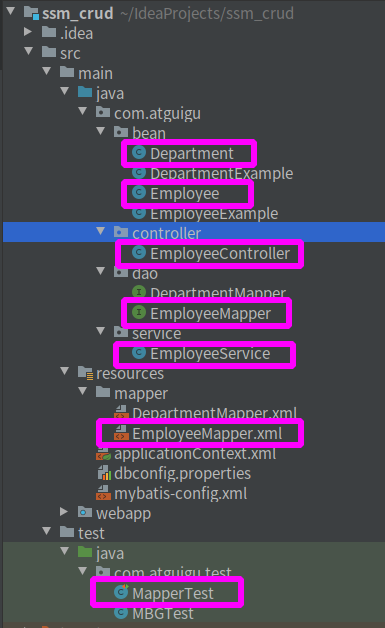 ssm_crud ~/IdeaProjects/ssm_crud
.idea
src
main
java
com.atguigu
bean
Department
DepartmentExample
Employee
EmployeeExample
controller
EmployeeController
dao
DepartmentMapper
EmployeeMapper
service
EmployeeService
resources
mapper
DepartmentMapper.xml
EmployeeMapper.xml
applicationContext.xml
dbconfig.properties
mybatis-config.xml
webapp
test
java
com.atguigu.test
MapperTest
MBGTest